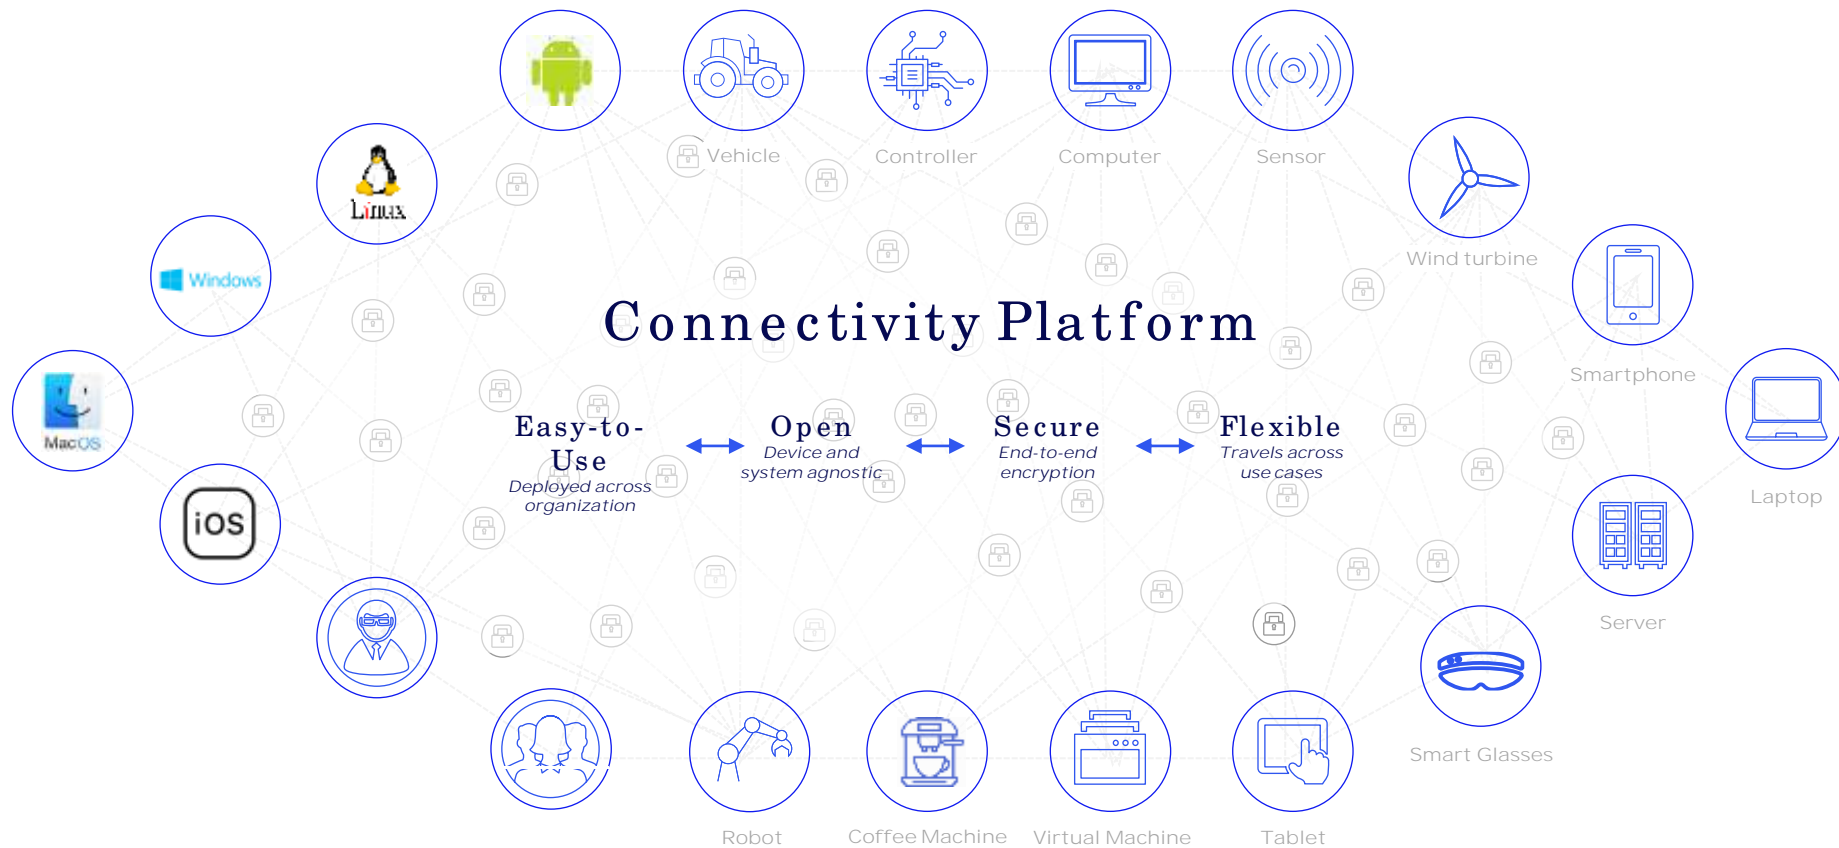 Vehicle
Controller
Computer
Sensor
Linux
Wind turbine
Windows
Connectivity Platform
Smartphone
MacOS
Easy-to-
Use
Deployed across
organization
Open
Device and
system agnostic
Secure
End-to-end
encryption
Flexible
Travels across
use cases
Laptop
iOS
Server
Smart Glasses
Robot
Coffee Machine
Virtual Machine
Tablet